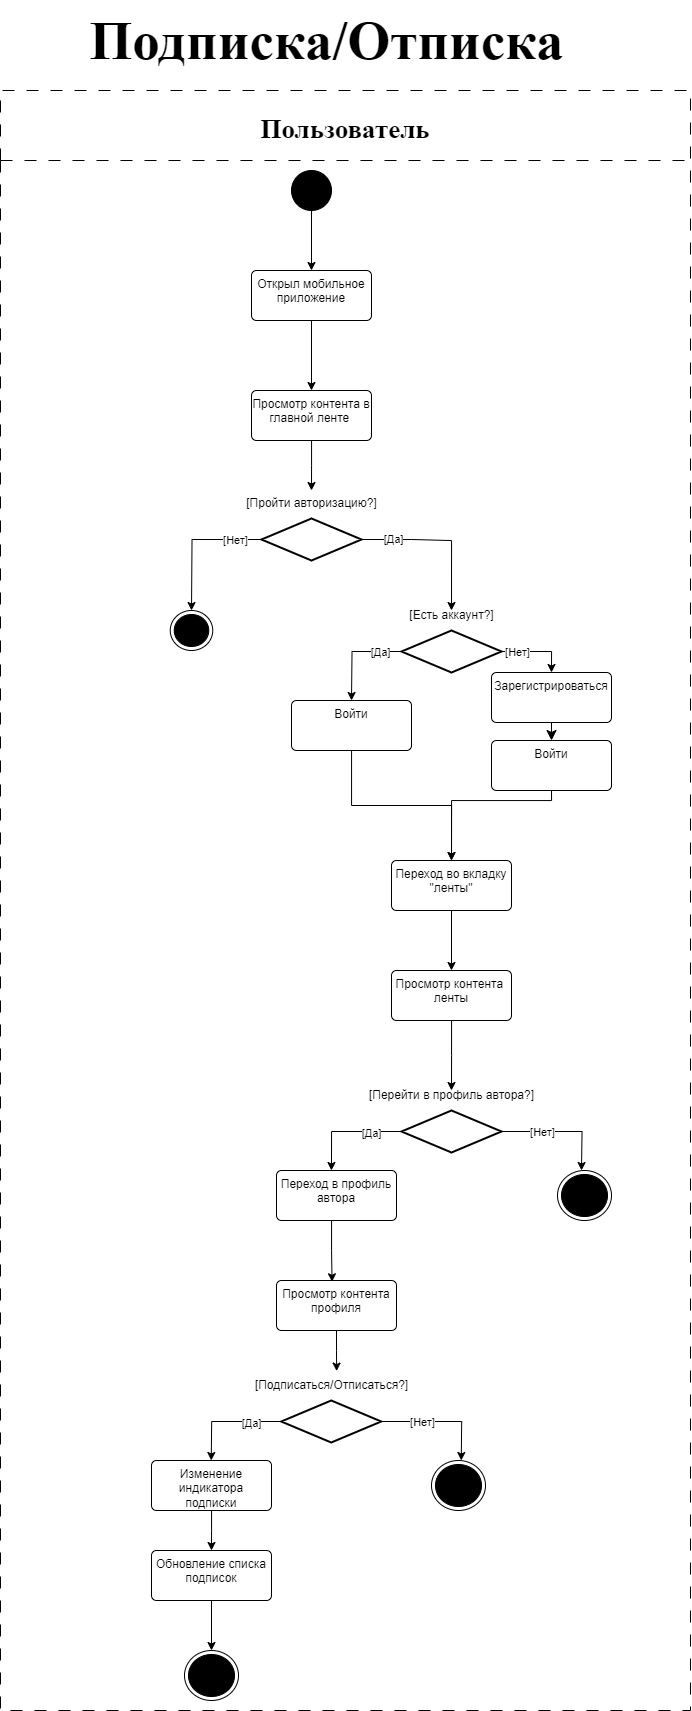 Подписка/Отписка
Пользователь
Открыл мобильное
приложение
Просмотр контента в
главной ленте
[Пройти авторизацию?]
[Нет]
[Да]
[Есть аккаунт?]
[Да]
[Нет]
Зарегистрироваться
Войти
Войти
Переход во вкладку
"ленты"
Просмотр контента
ленты
[Перейти в профиль автора?]
[Да]
[Нет]
Переход в профиль
автора
Просмотр контента
профиля
[Подписаться/Отписаться?]
[Да]
[Нет]
Изменение
индикатора
подписки
Обновление списка
подписок